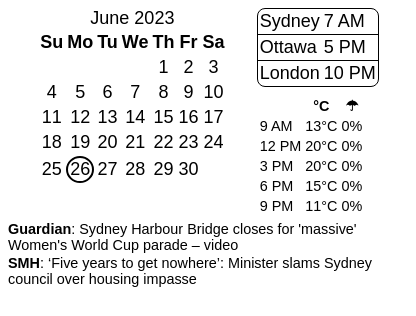 June 2023
Su Mo Tu We Th Fr Sa
1 2 3
4 5 6 7 8 9 10
11 12 13 14 15 16 17
18 19 20 21 22 23 24
25 26 27 28 29 30
Sydney 7 AM
Ottawa 5 PM
London 10 PM
°C ☂
9 AM 13°C 0%
12 PM 20°C 0%
3 PM 20°C 0%
6 PM 15°C 0%
9 PM 11°C 0%
Guardian: Sydney Harbour Bridge closes for 'massive'
Women's World Cup parade – video
SMH: ‘Five years to get nowhere’: Minister slams Sydney
council over housing impasse